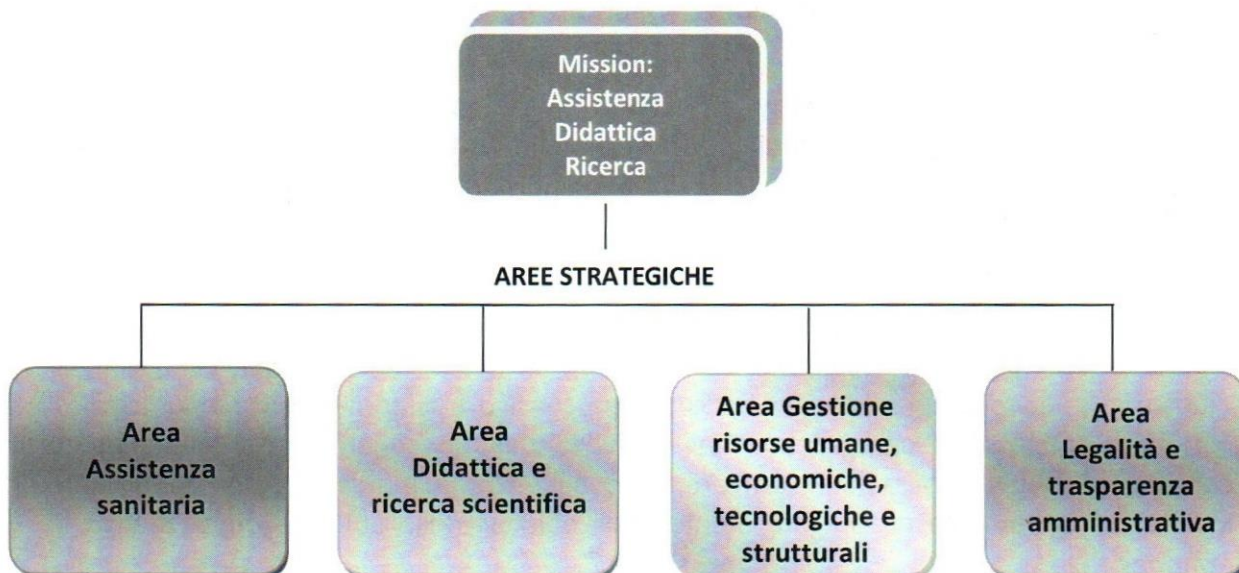 Mission:
Assistenza
Didattica
Ricerca
AREE STRATEGICHE
Area
Assistenza
sanitaria
Area
Didattica e
ricerca scientifica
Area Gestione
risorse umane,
economiche,
tecnologiche e
strutturali
Area
Legalità e
trasparenza
amministrativa